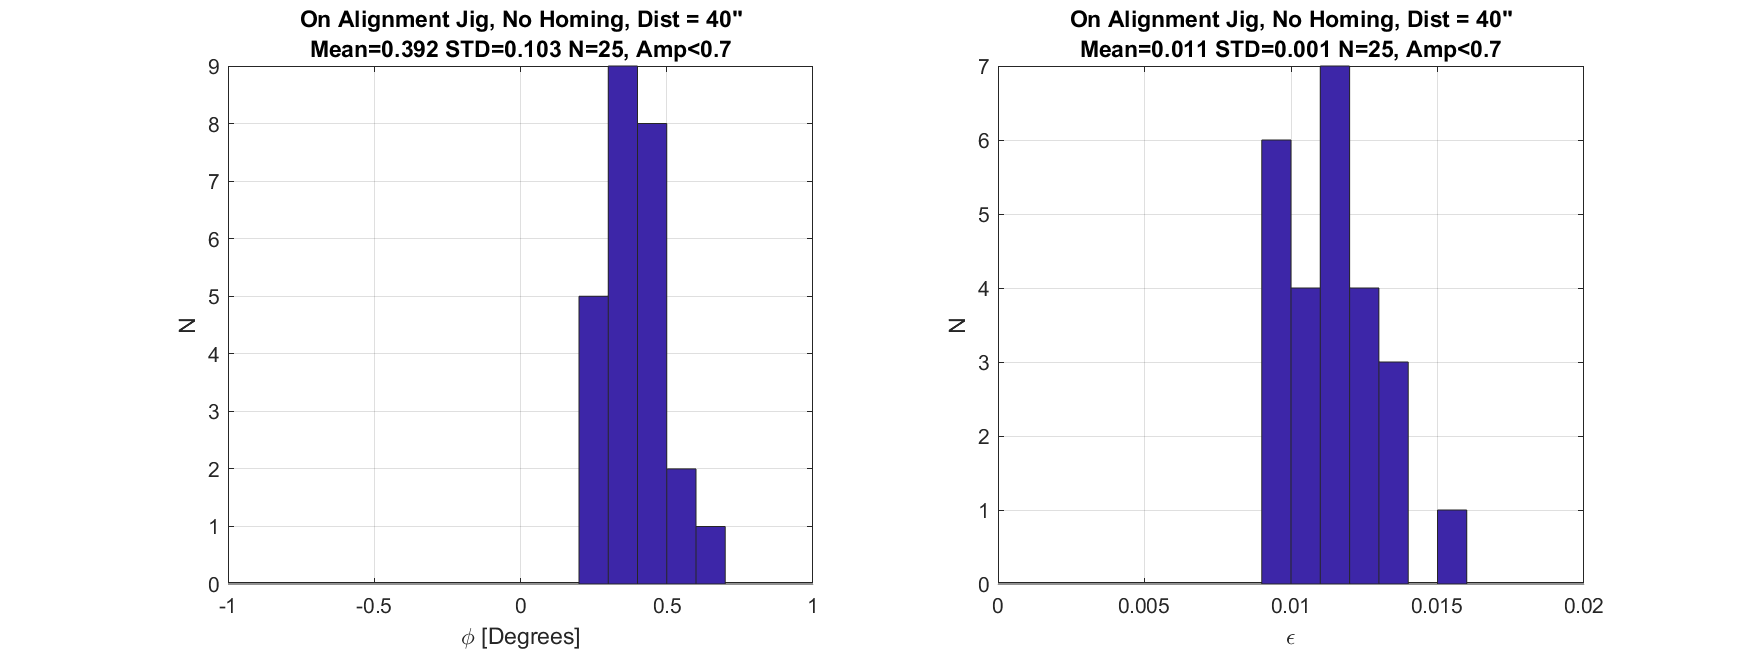 On Alignment Jig, No Homing, Dist = 40"
Mean=0.392 STD=0.103 N=25, Amp<0.7
9
8
7
6
5
4
3
2
1
0
N
-1 -0.5 0 0.5 1
ϕ [Degrees]
On Alignment Jig, No Homing, Dist = 40"
Mean=0.011 STD=0.001 N=25, Amp<0.7
7
6
5
4
3
2
1
0
N
0 0.005 0.01 0.015 0.02
ϵ